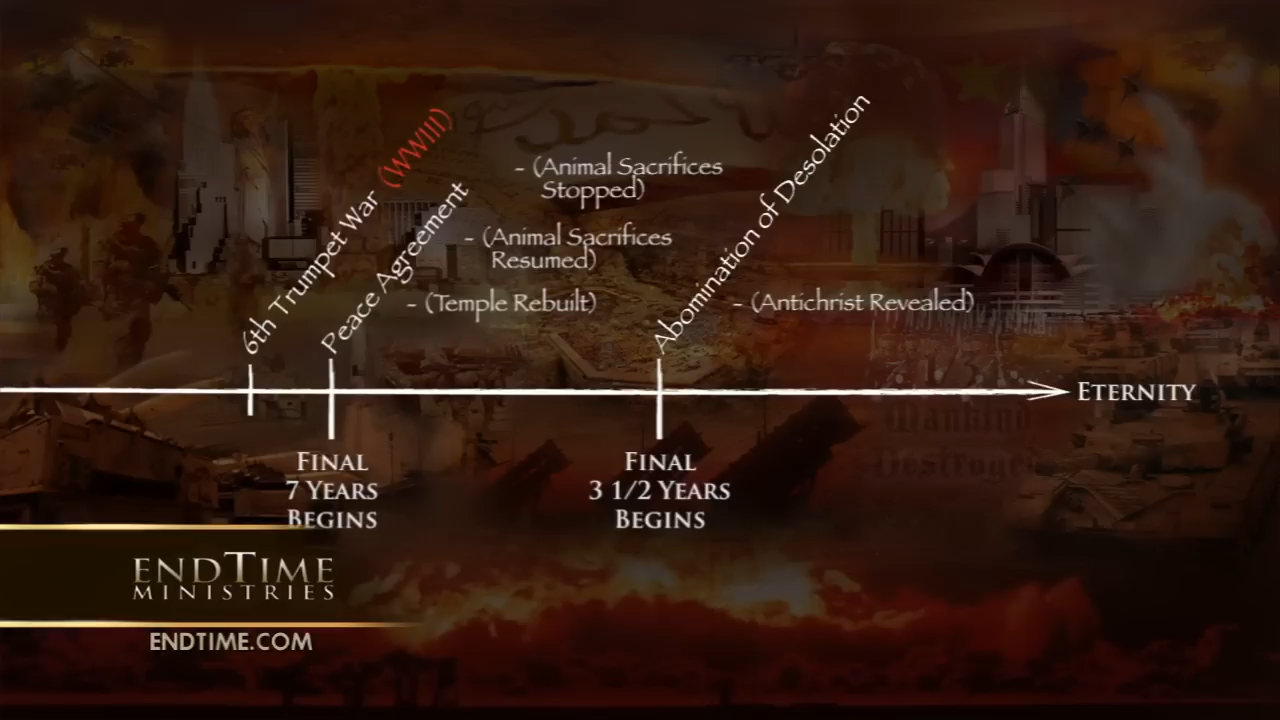 6th Trumpet War (WWIII)
Peace Agreement
- (Animal Sacrifices
Stopped)
- (Animal Sacrifices
Resumed)
- (Temple Rebuilt)
Abomination of Desolation
- (Antichrist Revealed)
ETERNITY
FINAL
7 YEARS
BEGINS
FINAL
3 1/2 YEARS
BEGINS
ENDTIME
MINISTRIES
ENDTIME.COM